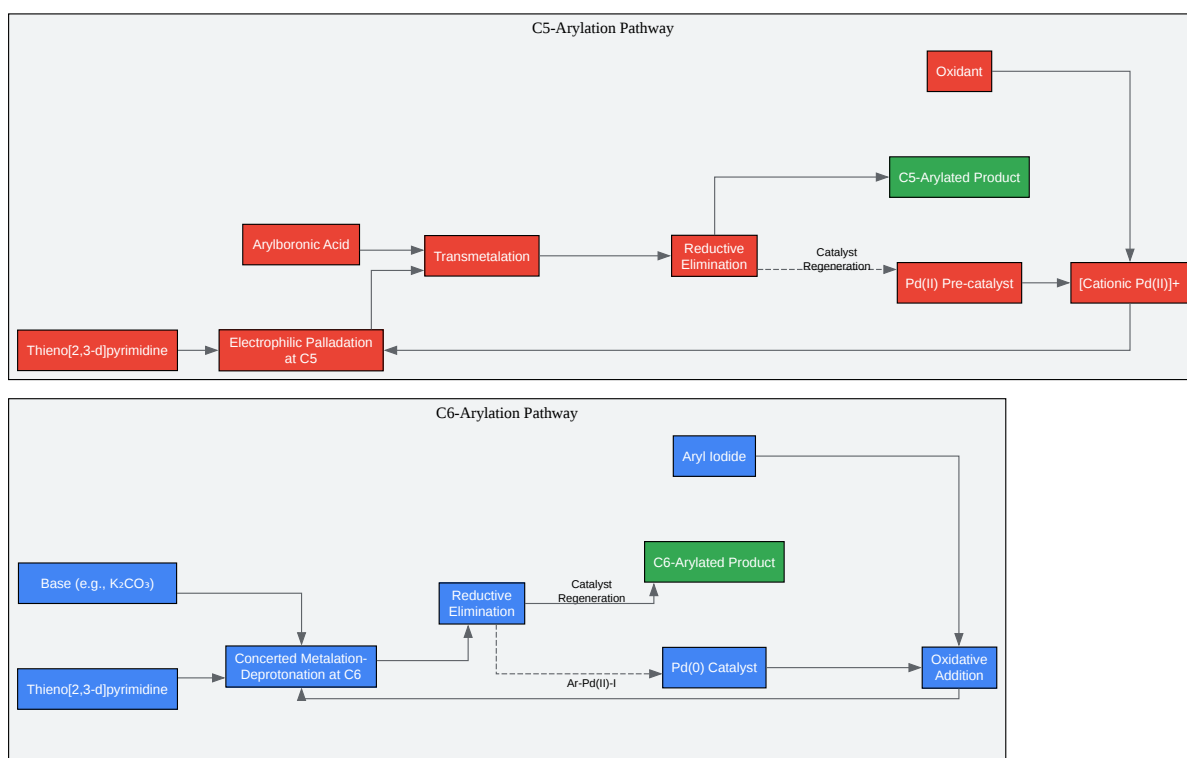 C5-Arylation Pathway
Oxidant
C5-Arylated Product
Arylboronic Acid
Transmetalation
Reductive
Elimination
Catalyst
Regeneration
Pd(II) Pre-catalyst
[Cationic Pd(II)]+
Thieno[2,3-d]pyrimidine
Electrophilic Palladation
at C5
C6-Arylation Pathway
Aryl Iodide
C6-Arylated Product
Base (e.g., K₂CO₃)
Reductive
Elimination
Catalyst
Regeneration
Thieno[2,3-d]pyrimidine
Concerted Metalation-
Deprotonation at C6
Ar-Pd(II)-I
Pd(0) Catalyst
Oxidative
Addition